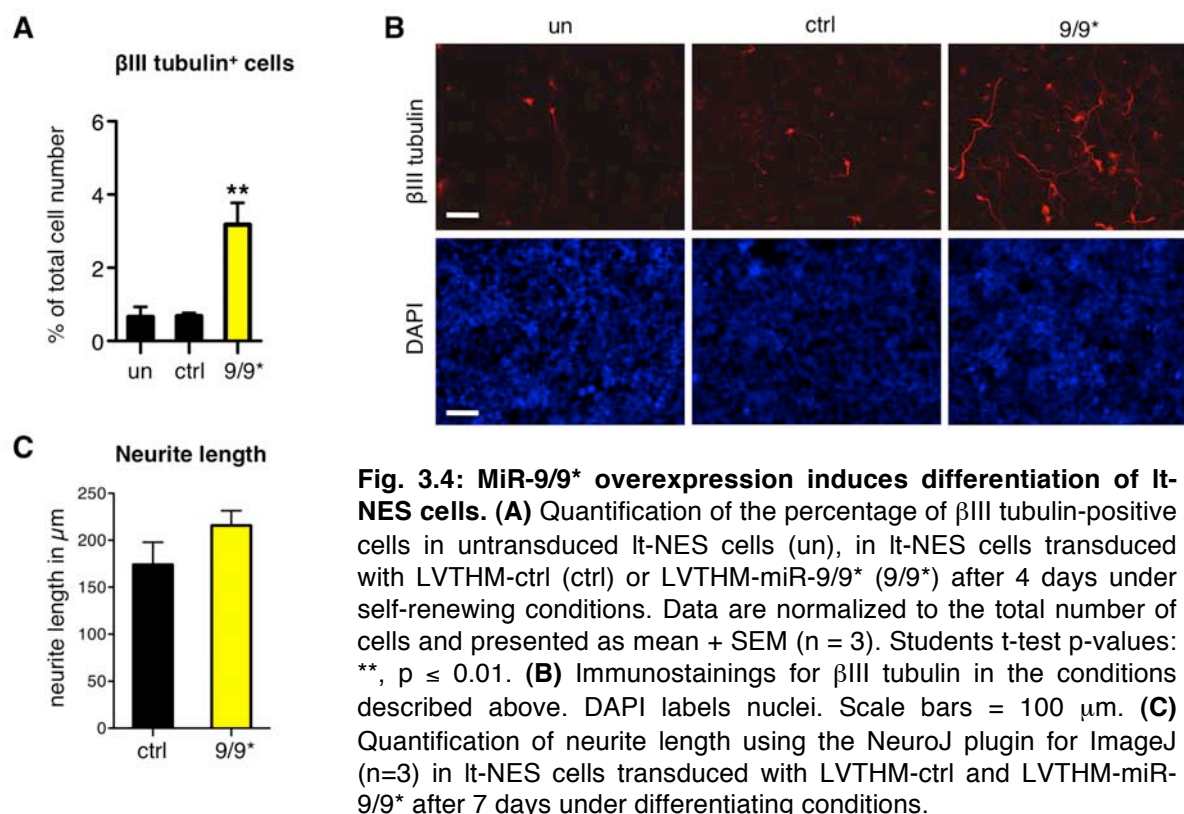 A
βIII tubulin⁺ cells
% of total cell number
6
4
2
0
**
un ctrl 9/9*
B
un ctrl 9/9*
βIII tubulin
DAPI
C
Neurite length
neurite length in µm
250
200
150
100
50
0
ctrl 9/9*
Fig. 3.4: MiR-9/9* overexpression induces differentiation of lt-
NES cells. (A) Quantification of the percentage of βIII tubulin-positive
cells in untransduced lt-NES cells (un), in lt-NES cells transduced
with LVTHM-ctrl (ctrl) or LVTHM-miR-9/9* (9/9*) after 4 days under
self-renewing conditions. Data are normalized to the total number of
cells and presented as mean + SEM (n = 3). Students t-test p-values:
**, p ≤ 0.01. (B) Immunostainings for βIII tubulin in the conditions
described above. DAPI labels nuclei. Scale bars = 100 µm. (C)
Quantification of neurite length using the NeuroJ plugin for ImageJ
(n=3) in lt-NES cells transduced with LVTHM-ctrl and LVTHM-miR-
9/9* after 7 days under differentiating conditions.